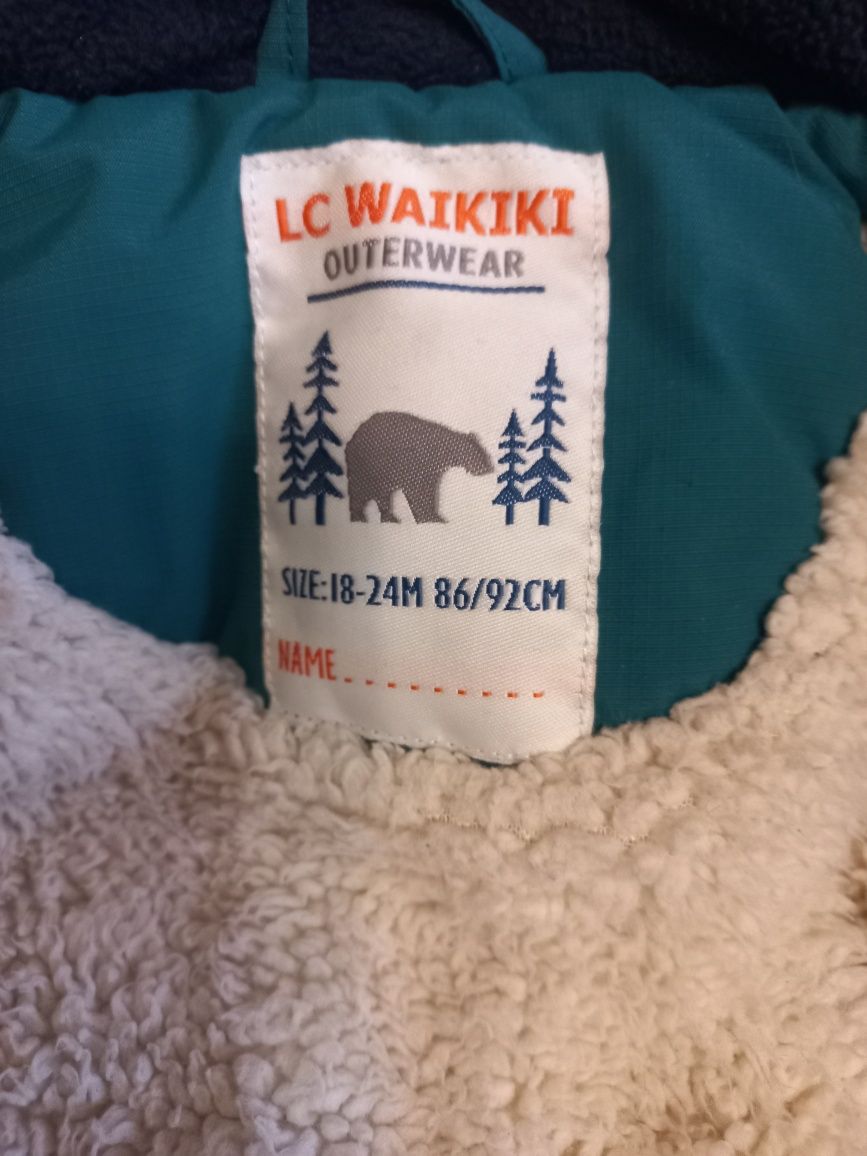 LC WAIKIKI
OUTERWEAR
SIZE:18-24M 86/92CM
NAME.........